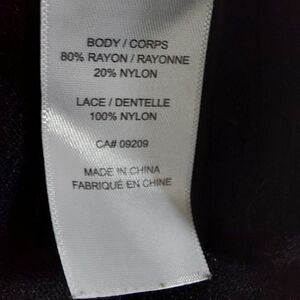 BODY / CORPS
80% RAYON / RAYONNE
20% NYLON
LACE / DENTELLE
100% NYLON
CA# 09209
MADE IN CHINA
FABRIQUÉ EN CHINE